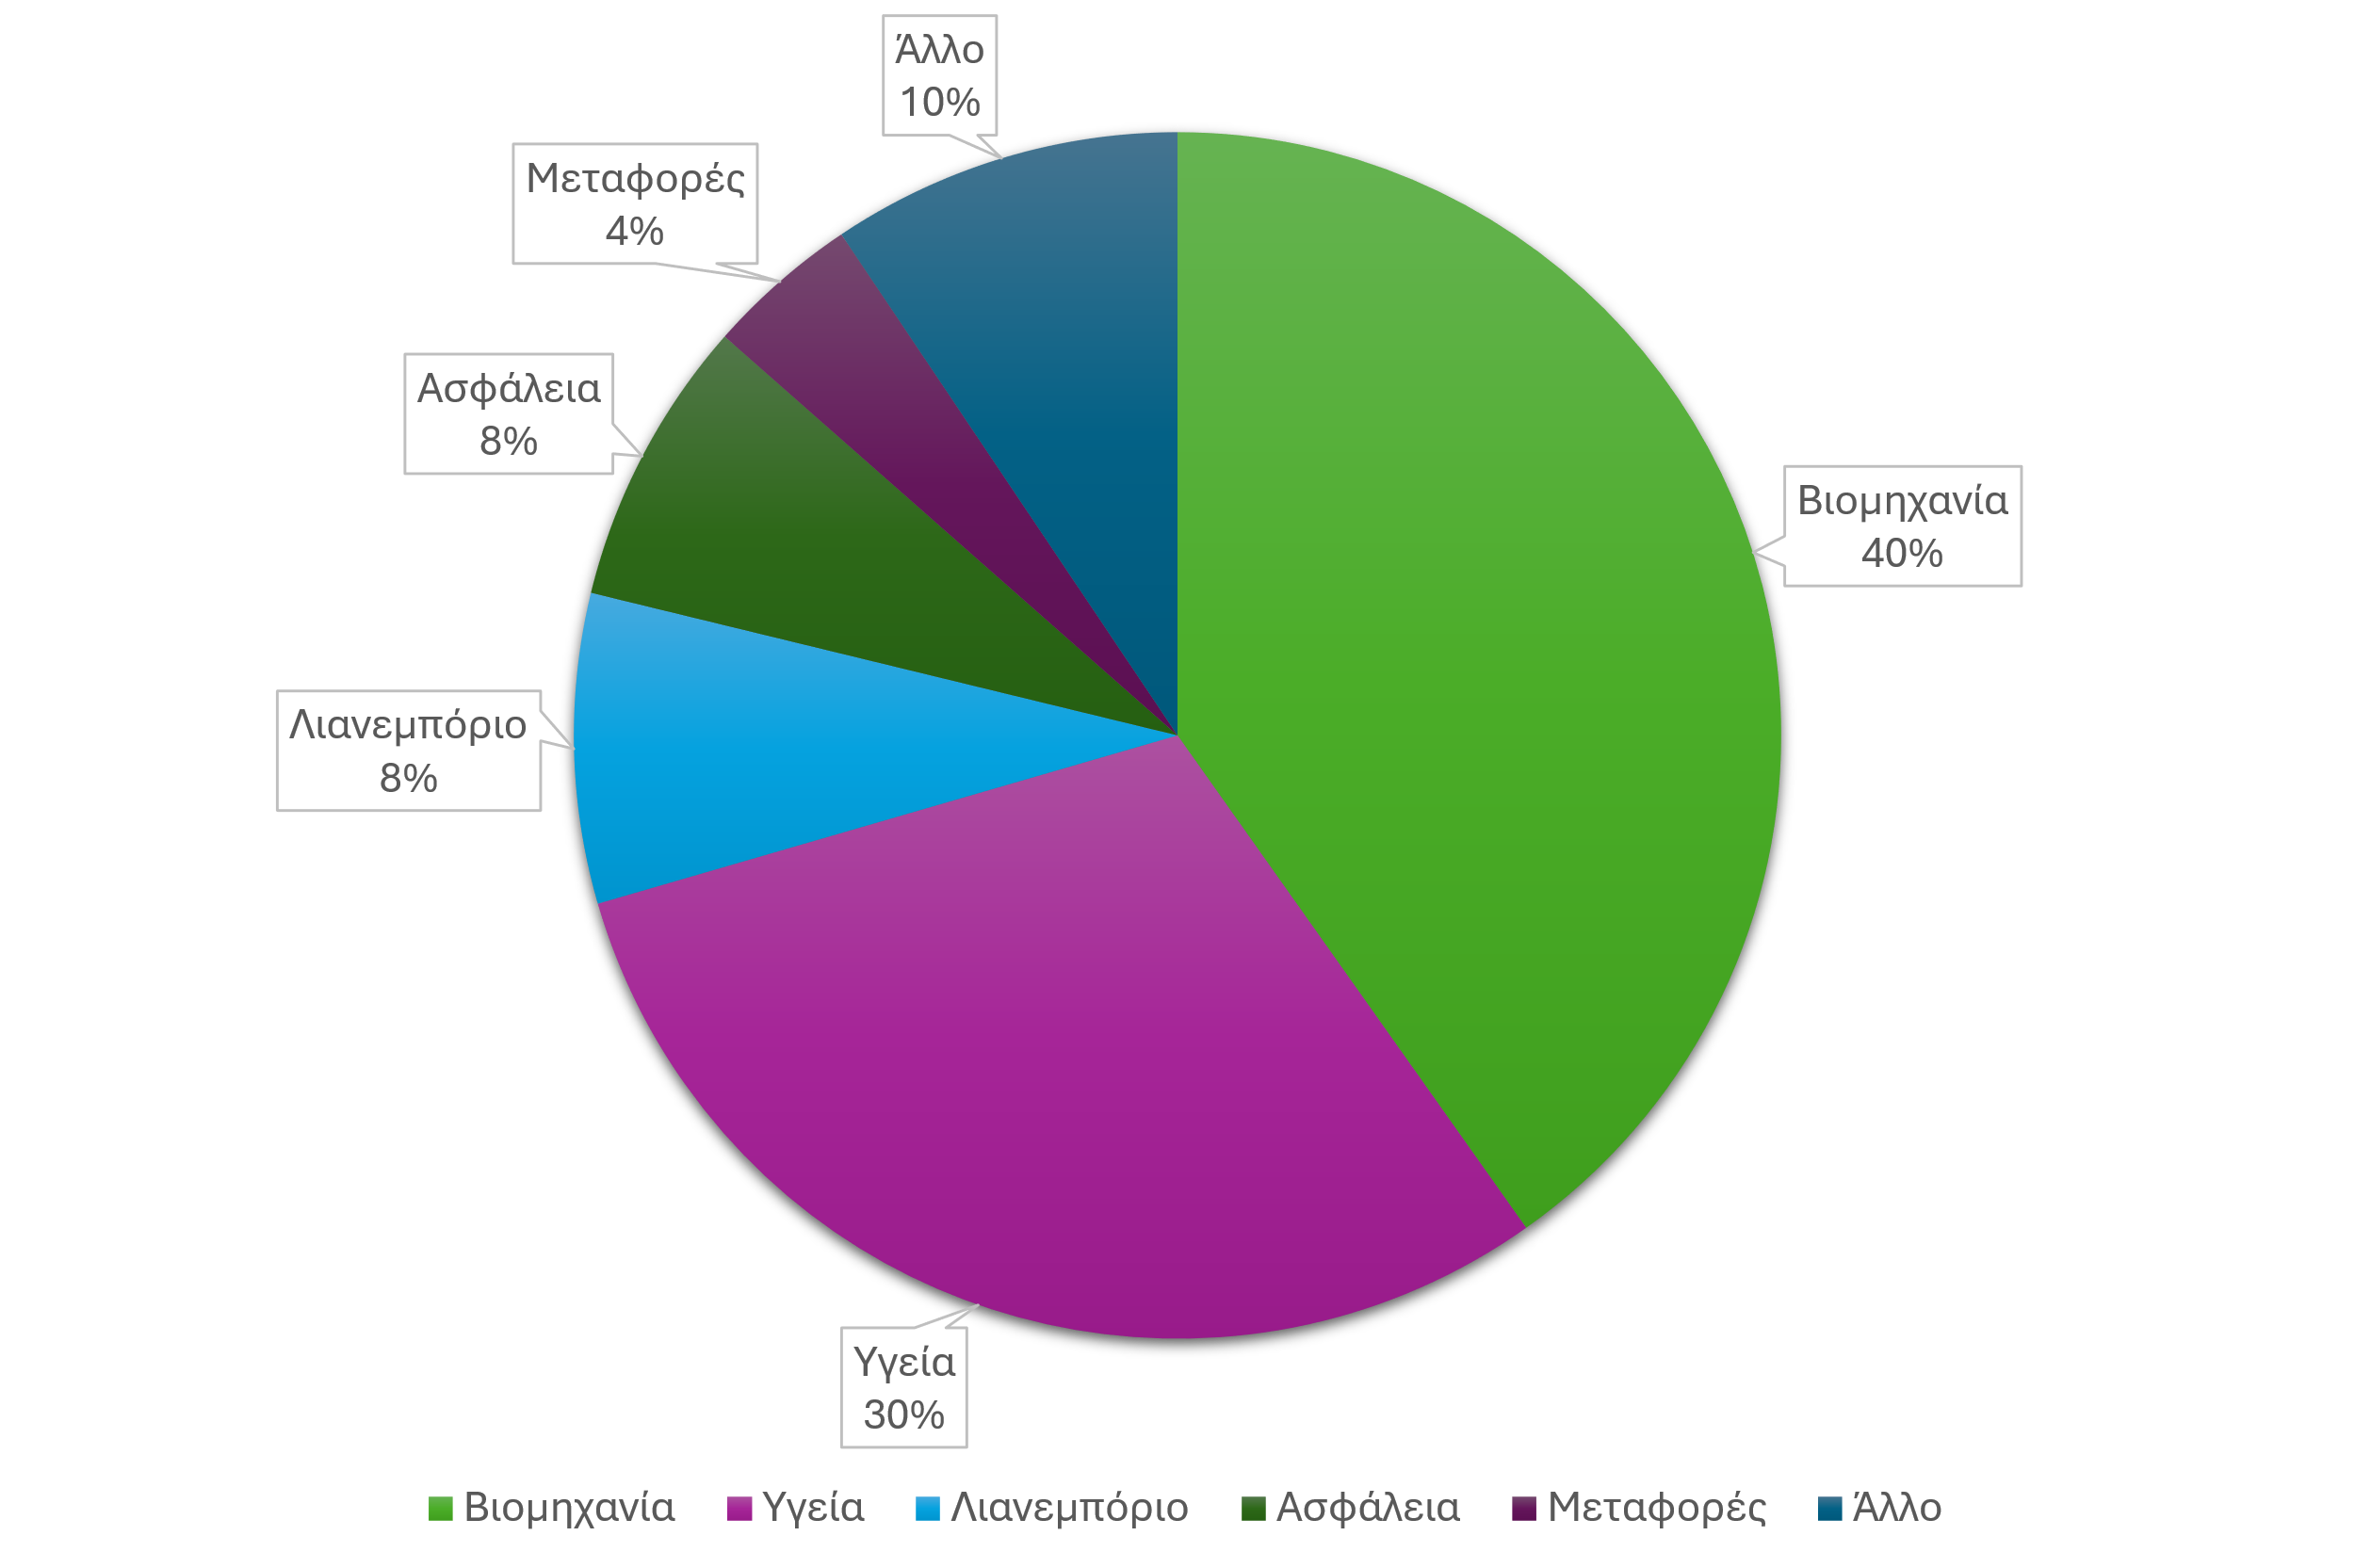 Άλλο
10%
Μεταφορές
4%
Ασφάλεια
8%
Βιομηχανία
40%
Λιανεμπόριο
8%
Υγεία
30%
Βιομηχανία Υγεία Λιανεμπόριο Ασφάλεια Μεταφορές Άλλο